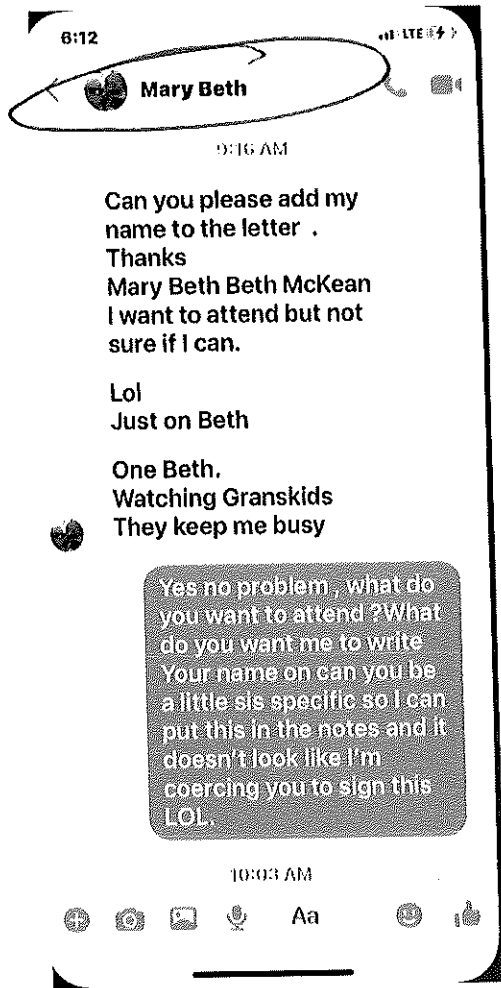 6:12
LTE
Mary Beth
9:16 AM
Can you please add my
name to the letter .
Thanks
Mary Beth Beth McKean
I want to attend but not
sure if I can.
Lol
Just on Beth
One Beth.
Watching Granskids
They keep me busy
Yes no problem , what do
you want to attend ?What
do you want me to write
Your name on can you be
a little sis specific so I can
put this in the notes and it
doesn't look like I'm
coercing you to sign this
LOL.
10:03 AM
Aa